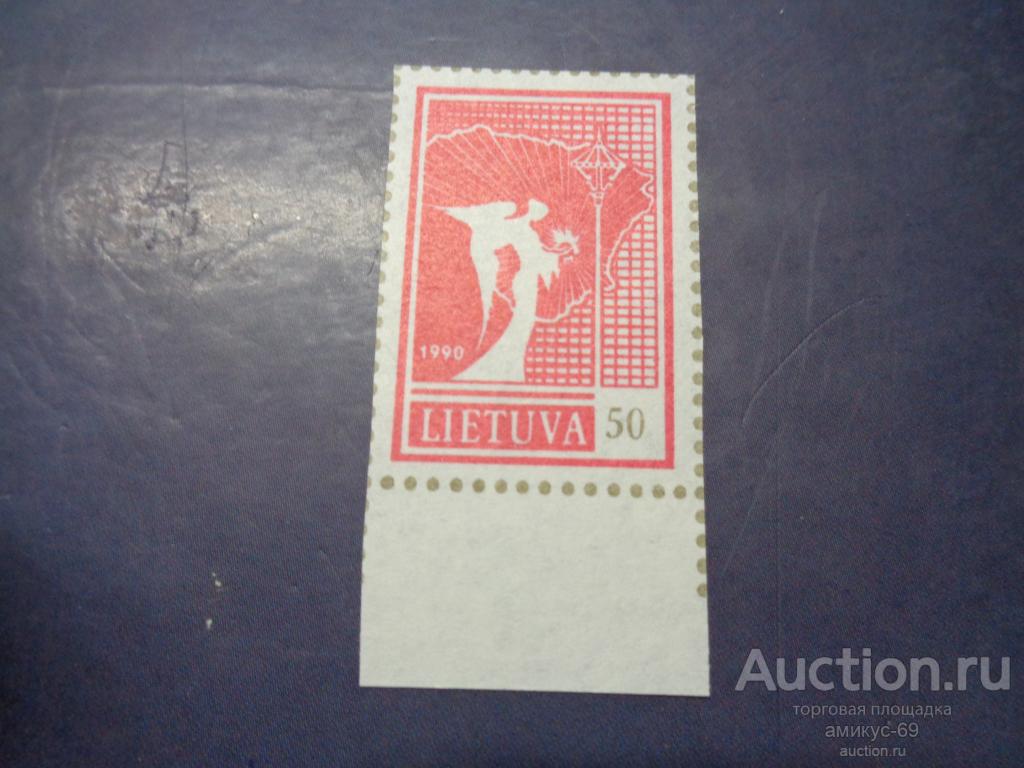 1990
LIETUVA 50
Auction.ru
торговая площадка
амикус-69
auction.ru